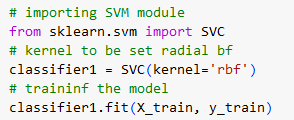 # importing SVM module
from sklearn.svm import SVC
# kernel to be set radial bf
classifier1 = SVC(kernel='rbf')
# traininf the model
classifier1.fit(X_train, y_train)